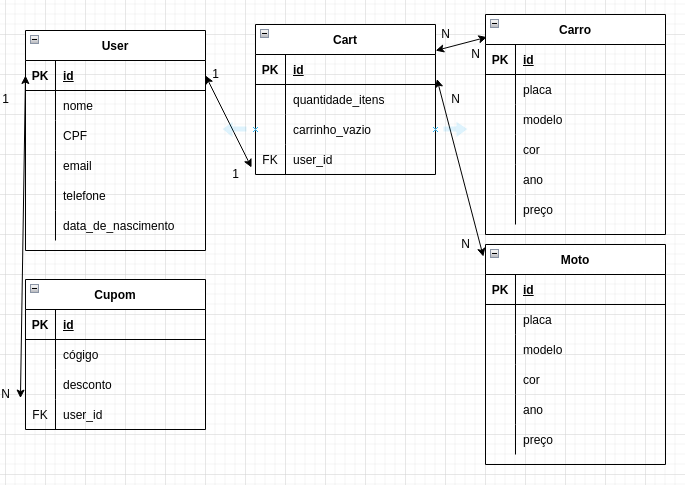 User
PK id
nome
CPF
email
telefone
data_de_nascimento
1
1
1
N
Cupom
PK id
cógigo
desconto
FK user_id
Cart
PK id
quantidade_itens
carrinho_vazio
FK user_id
N
N
N
N
Carro
PK id
placa
modelo
cor
ano
preço
Moto
PK id
placa
modelo
cor
ano
preço